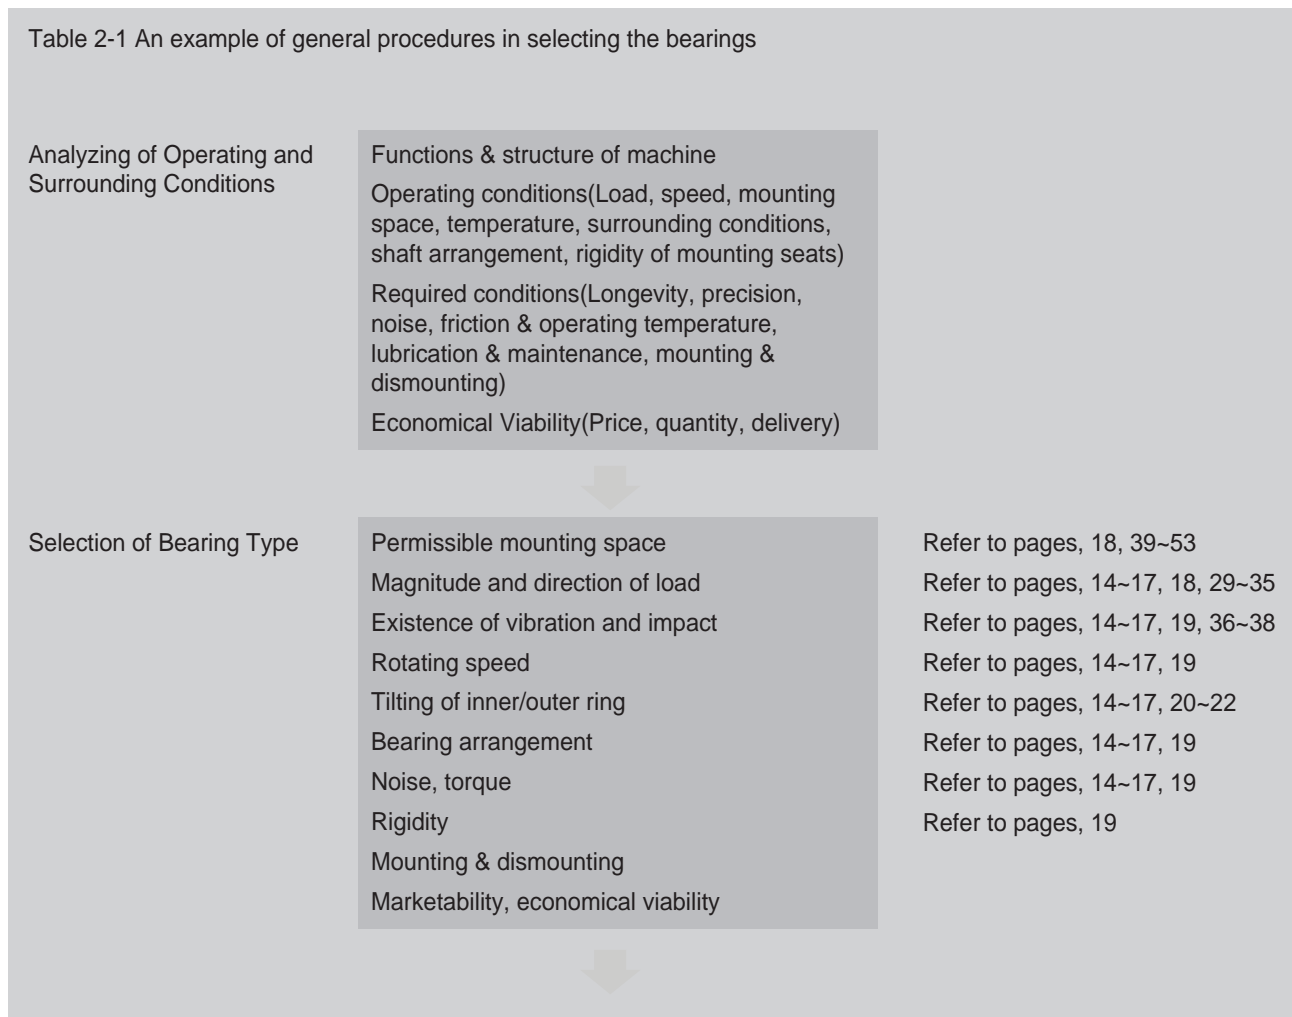 Table 2-1 An example of general procedures in selecting the bearings
Analyzing of Operating and
Surrounding Conditions
Functions & structure of machine
Operating conditions(Load, speed, mounting
space, temperature, surrounding conditions,
shaft arrangement, rigidity of mounting seats)
Required conditions(Longevity, precision,
noise, friction & operating temperature,
lubrication & maintenance, mounting &
dismounting)
Economical Viability(Price, quantity, delivery)
Selection of Bearing Type
Permissible mounting space
Refer to pages, 18, 39~53
Magnitude and direction of load
Refer to pages, 14~17, 18, 29~35
Existence of vibration and impact
Refer to pages, 14~17, 19, 36~38
Rotating speed
Refer to pages, 14~17, 19
Tilting of inner/outer ring
Refer to pages, 14~17, 20~22
Bearing arrangement
Refer to pages, 14~17, 19
Noise, torque
Refer to pages, 14~17, 19
Rigidity
Refer to pages, 19
Mounting & dismounting
Marketability, economical viability